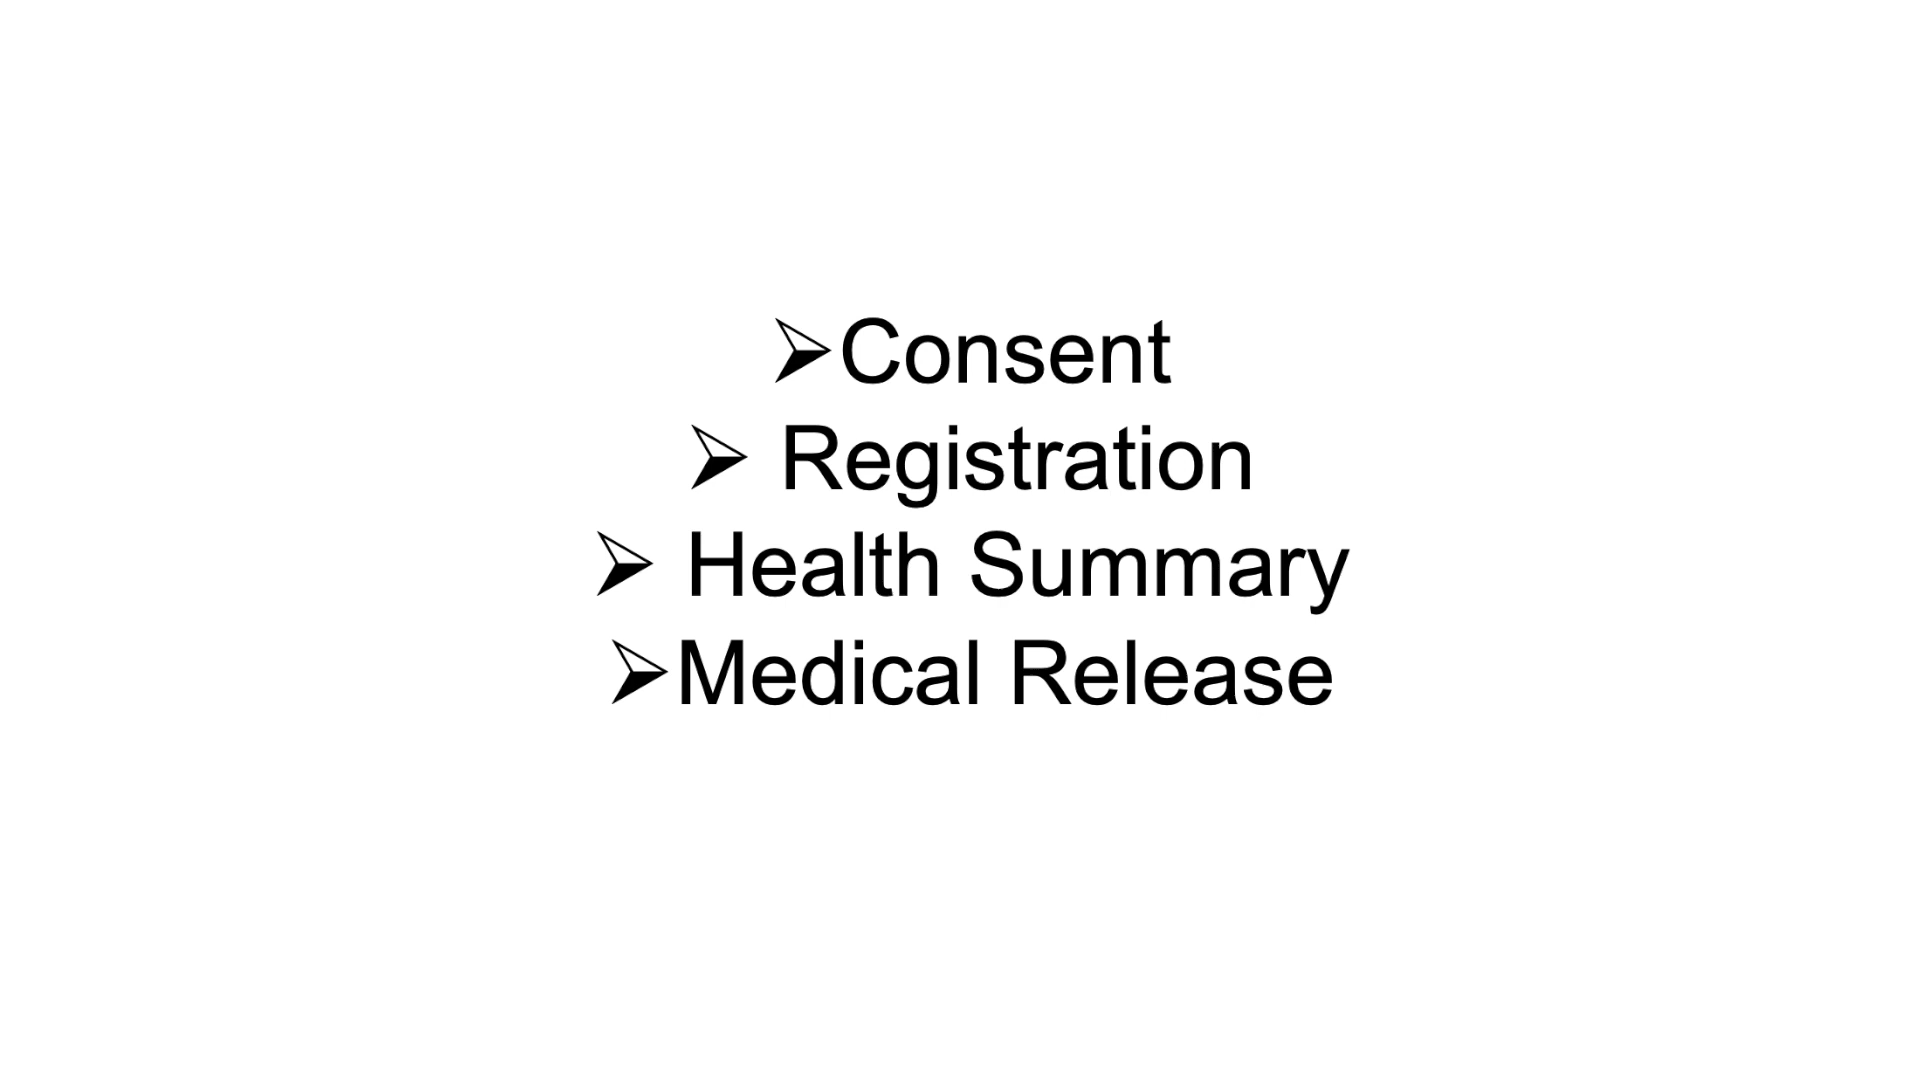 ➢Consent
➢ Registration
➢ Health Summary
➢Medical Release